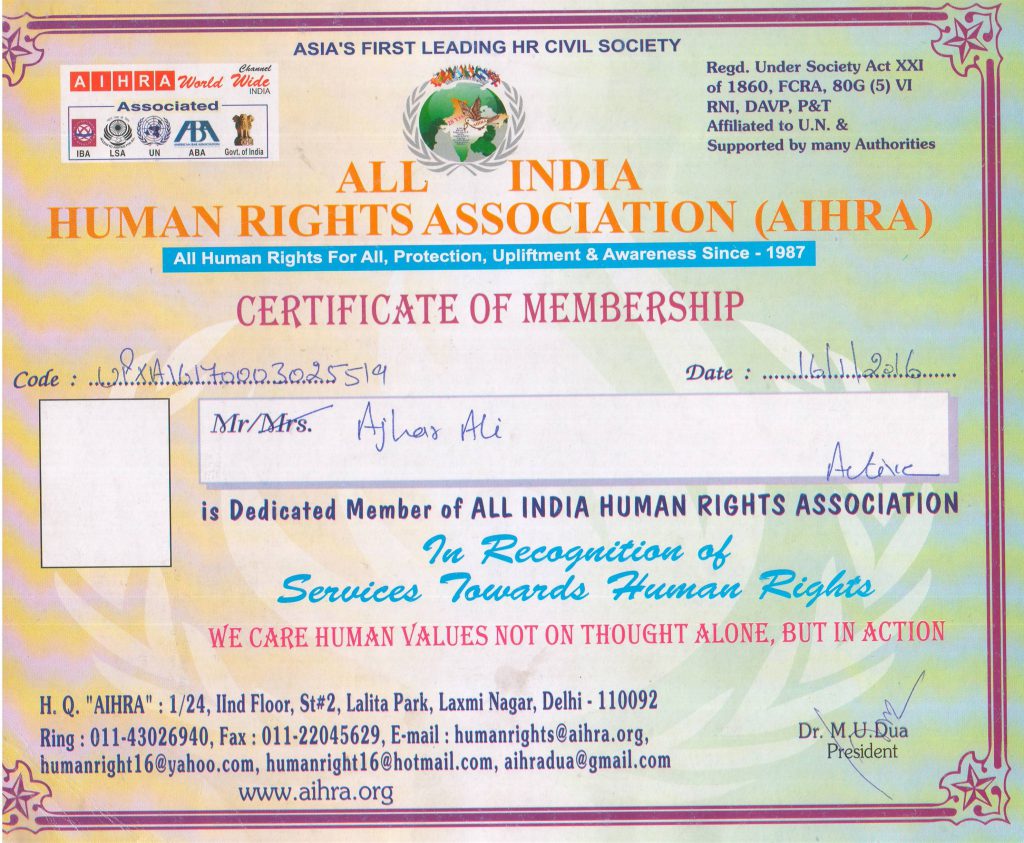 ASIA'S FIRST LEADING HR CIVIL SOCIETY
AIHRA World Wide Channel
INDIA
Associated
IBA LSA UN ABA Govt. of India
Regd. Under Society Act XXI
of 1860, FCRA, 80G (5) VI
RNI, DAVP, P&T
Affiliated to U.N. &
Supported by many Authorities
ALL INDIA
HUMAN RIGHTS ASSOCIATION (AIHRA)
All Human Rights For All, Protection, Upliftment & Awareness Since - 1987
CERTIFICATE OF MEMBERSHIP
Code :
Date : 16/1/2016
Mr/Mrs. Ajhar Ali
Active
is Dedicated Member of ALL INDIA HUMAN RIGHTS ASSOCIATION
In Recognition of
Services Towards Human Rights
WE CARE HUMAN VALUES NOT ON THOUGHT ALONE, BUT IN ACTION
H. Q. "AIHRA" : 1/24, IInd Floor, St#2, Lalita Park, Laxmi Nagar, Delhi - 110092
Ring : 011-43026940, Fax : 011-22045629, E-mail : humanrights@aihra.org,
humanright16@yahoo.com, humanright16@hotmail.com, aihradua@gmail.com
www.aihra.org
Dr. M.U.Dua
President